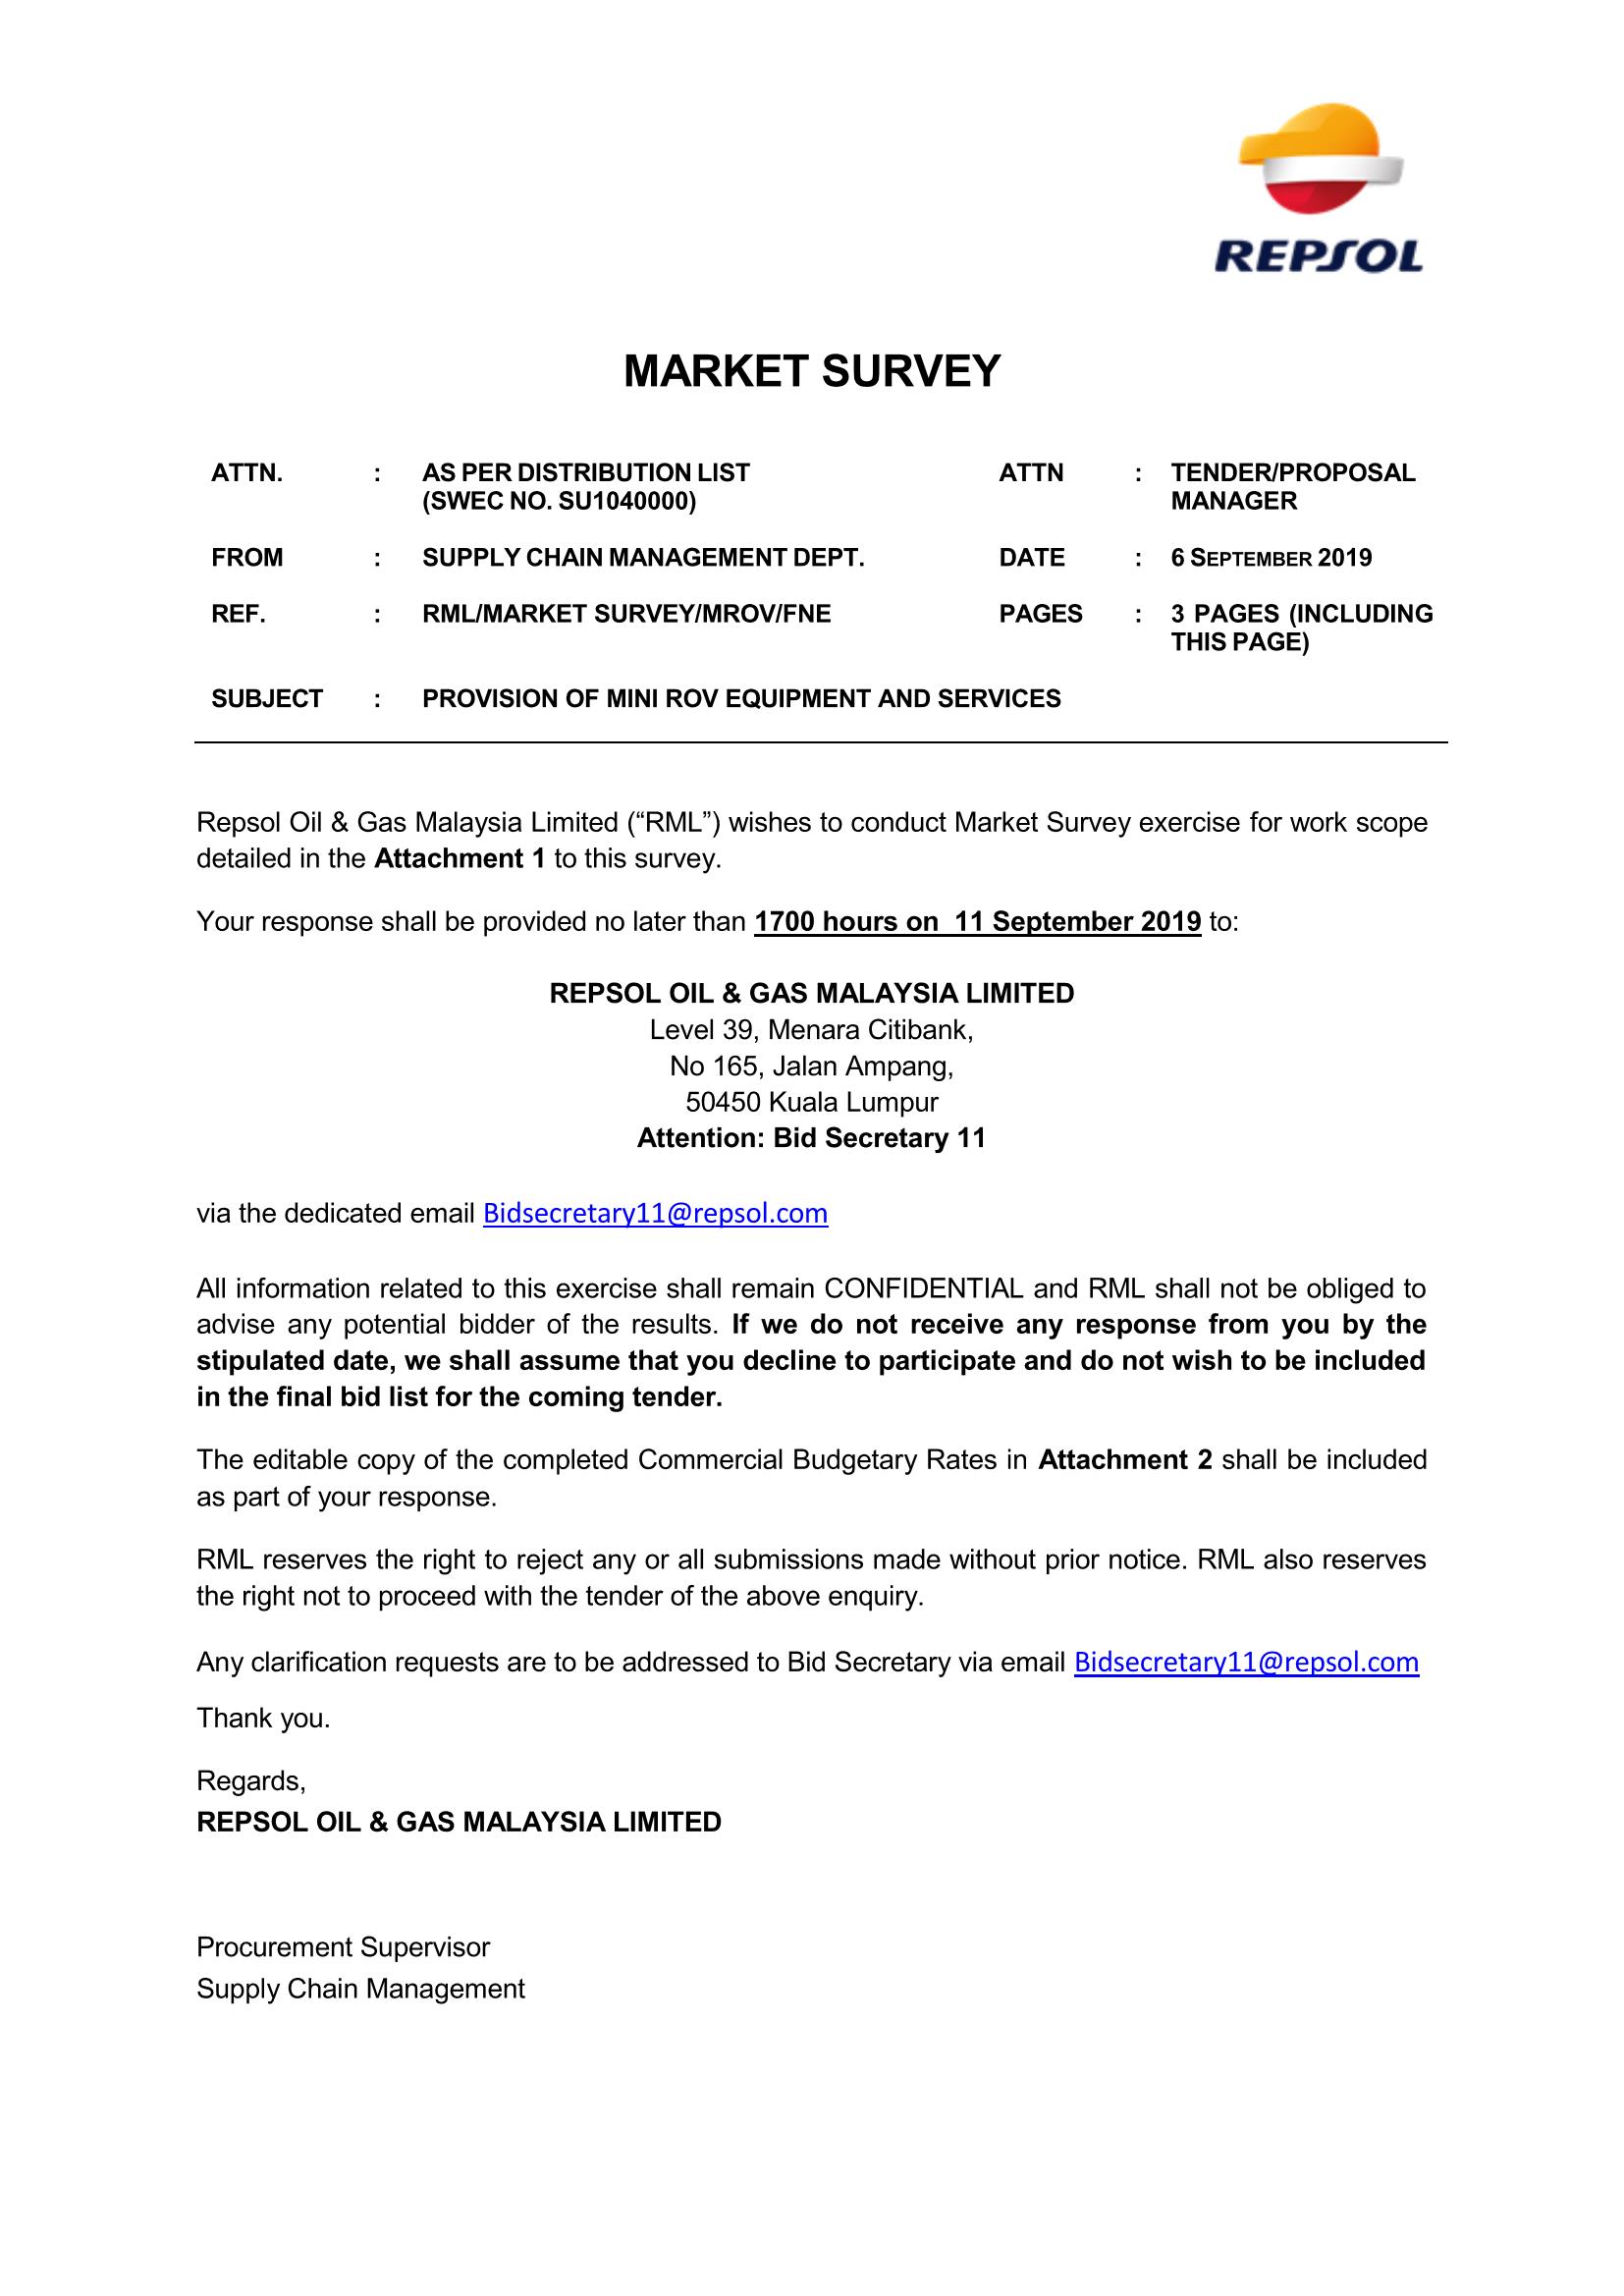 REPSOL
MARKET SURVEY
ATTN. : AS PER DISTRIBUTION LIST ATTN : TENDER/PROPOSAL
(SWEC NO. SU1040000) MANAGER
FROM : SUPPLY CHAIN MANAGEMENT DEPT. DATE : 6 SEPTEMBER 2019
REF. : RML/MARKET SURVEY/MROV/FNE PAGES : 3 PAGES (INCLUDING
THIS PAGE)
SUBJECT : PROVISION OF MINI ROV EQUIPMENT AND SERVICES
Repsol Oil & Gas Malaysia Limited (“RML”) wishes to conduct Market Survey exercise for work scope
detailed in the Attachment 1 to this survey.
Your response shall be provided no later than 1700 hours on 11 September 2019 to:
REPSOL OIL & GAS MALAYSIA LIMITED
Level 39, Menara Citibank,
No 165, Jalan Ampang,
50450 Kuala Lumpur
Attention: Bid Secretary 11
via the dedicated email Bidsecretary11@repsol.com
All information related to this exercise shall remain CONFIDENTIAL and RML shall not be obliged to
advise any potential bidder of the results. If we do not receive any response from you by the
stipulated date, we shall assume that you decline to participate and do not wish to be included
in the final bid list for the coming tender.
The editable copy of the completed Commercial Budgetary Rates in Attachment 2 shall be included
as part of your response.
RML reserves the right to reject any or all submissions made without prior notice. RML also reserves
the right not to proceed with the tender of the above enquiry.
Any clarification requests are to be addressed to Bid Secretary via email Bidsecretary11@repsol.com
Thank you.
Regards,
REPSOL OIL & GAS MALAYSIA LIMITED
Procurement Supervisor
Supply Chain Management